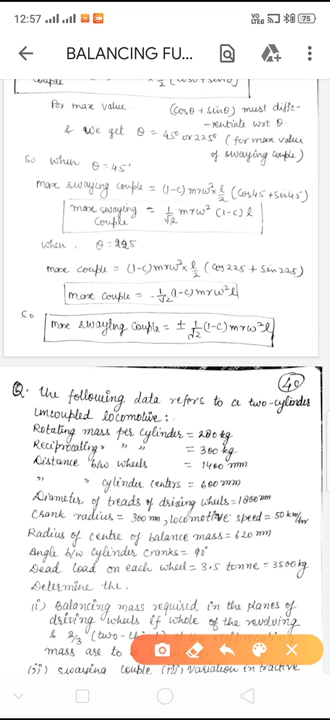 12:57
VO LTE 75
BALANCING FU...
couple
For max value (cosθ + sinθ) must diffe-
-rentiate wrt θ.
& we get θ = 45° or 225° (for max value
of swaying couple)
So when θ = 45°
max swaying couple = (1-c) mrω² × l/2 (cos45 + sin45)
max swaying couple = 1/√2 mrω² (1-c) l
when, θ = 225
max couple = (1-c) mrω² × l/2 (cos225 + sin225)
max couple = -1/√2 (1-c) mrω² l
So
max swaying couple = ± 1/√2 (1-c) mrω² l
40
Q. The following data refers to a two-cylinder
uncoupled locomotive :-
Rotating mass per cylinder = 280 kg
Reciprocating " " " = 300 kg
Distance b/w wheels = 1400 mm
" " cylinder centers = 600 mm
Diameter of treads of driving wheels = 1800 mm
Crank radius = 300 mm, locomotive speed = 50 km/hr
Radius of centre of balance mass = 620 mm
Angle b/w cylinder cranks = 90°
Dead load on each wheel = 3.5 tonne = 3500 kg
Determine the.
(i) Balancing mass required in the planes of
driving wheels if whole of the revolving
& 2/3 (two-
mass are to
(ii) swaying couple (iii) variation in tractive